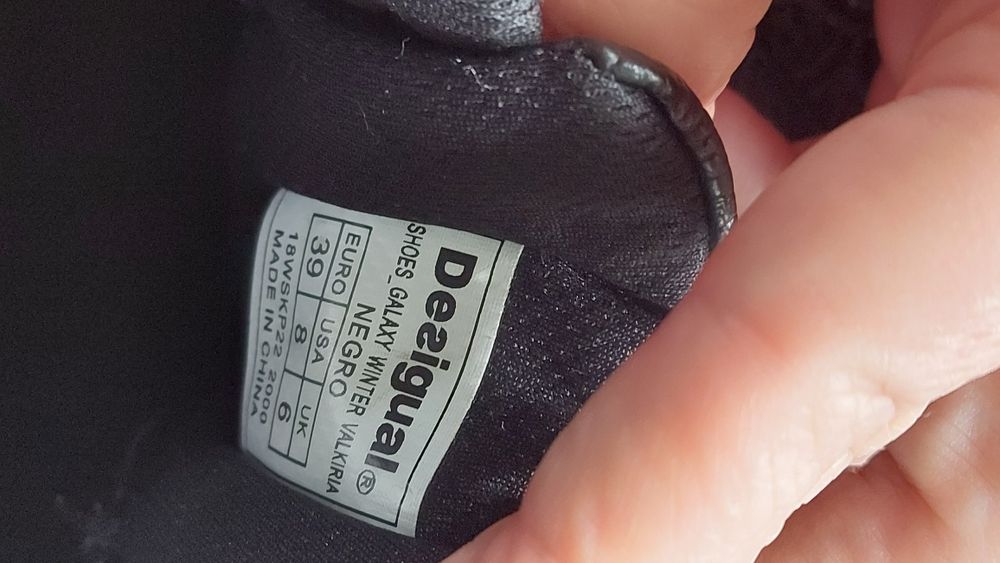 Desigual®
SHOES_GALAXY WINTER VALKIRIA
NEGRO
EURO USA UK
39 8 6
18WSKP22 2000
MADE IN CHINA